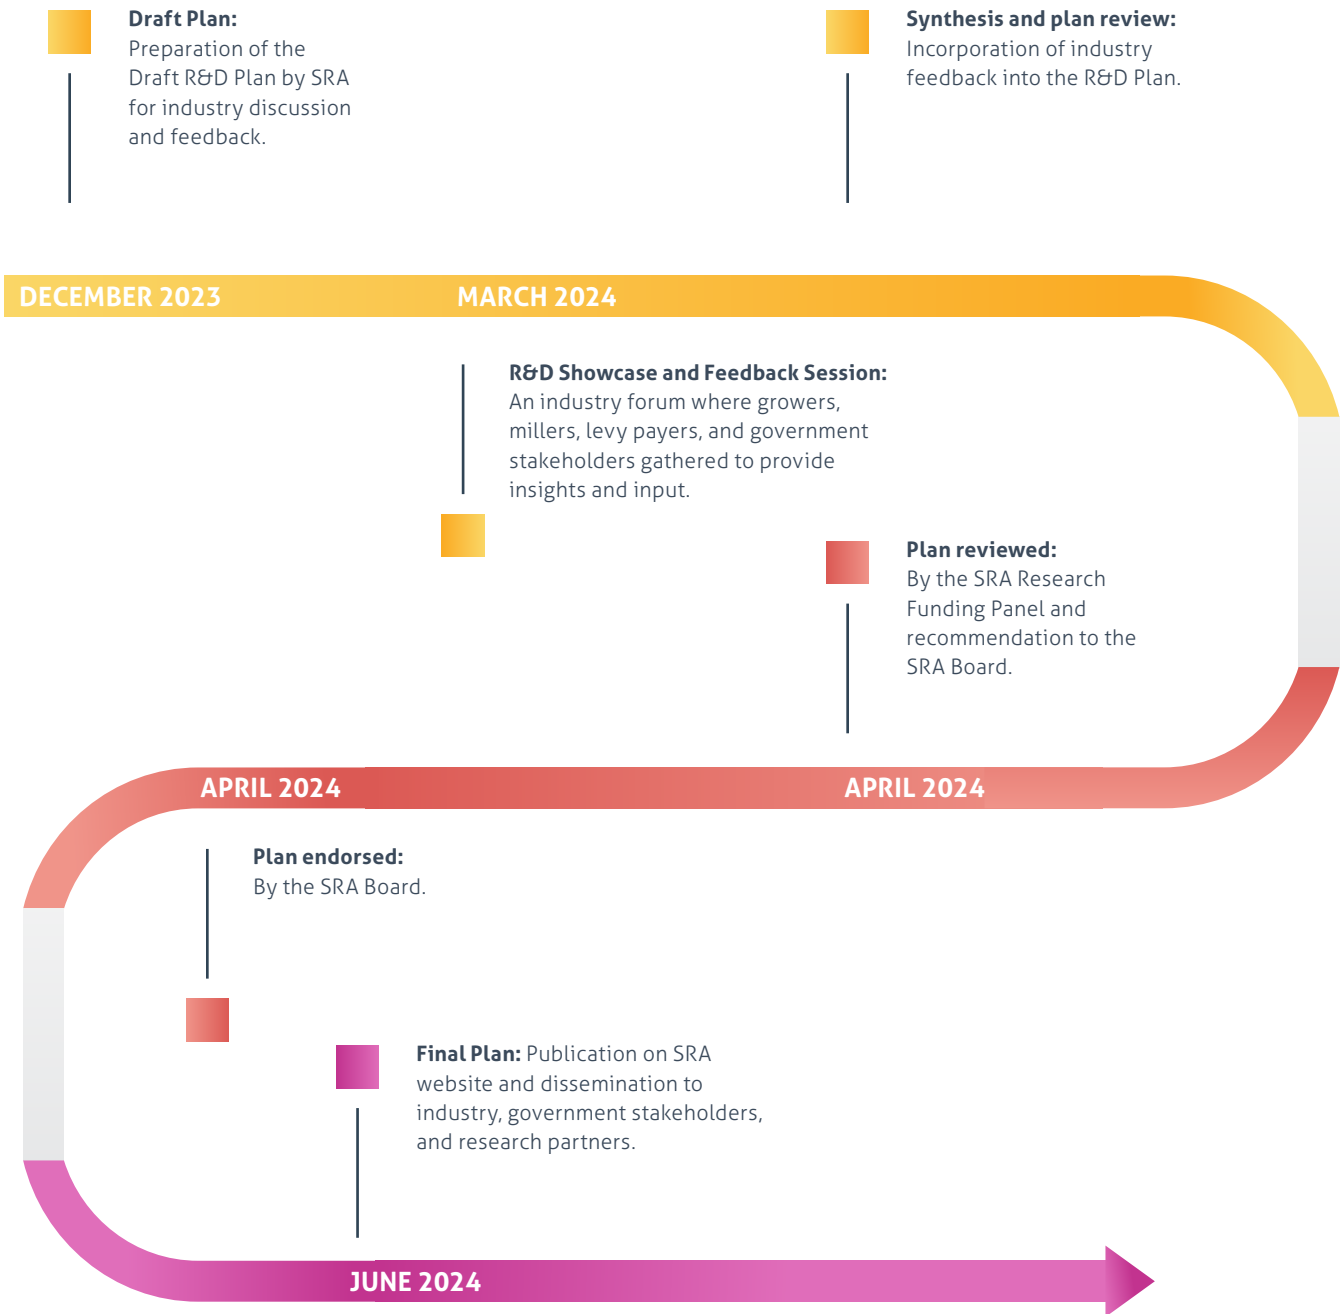 Draft Plan:
Preparation of the
Draft R&D Plan by SRA
for industry discussion
and feedback.
Synthesis and plan review:
Incorporation of industry
feedback into the R&D Plan.
DECEMBER 2023
MARCH 2024
R&D Showcase and Feedback Session:
An industry forum where growers,
millers, levy payers, and government
stakeholders gathered to provide
insights and input.
Plan reviewed:
By the SRA Research
Funding Panel and
recommendation to the
SRA Board.
APRIL 2024
APRIL 2024
Plan endorsed:
By the SRA Board.
Final Plan: Publication on SRA
website and dissemination to
industry, government stakeholders,
and research partners.
JUNE 2024